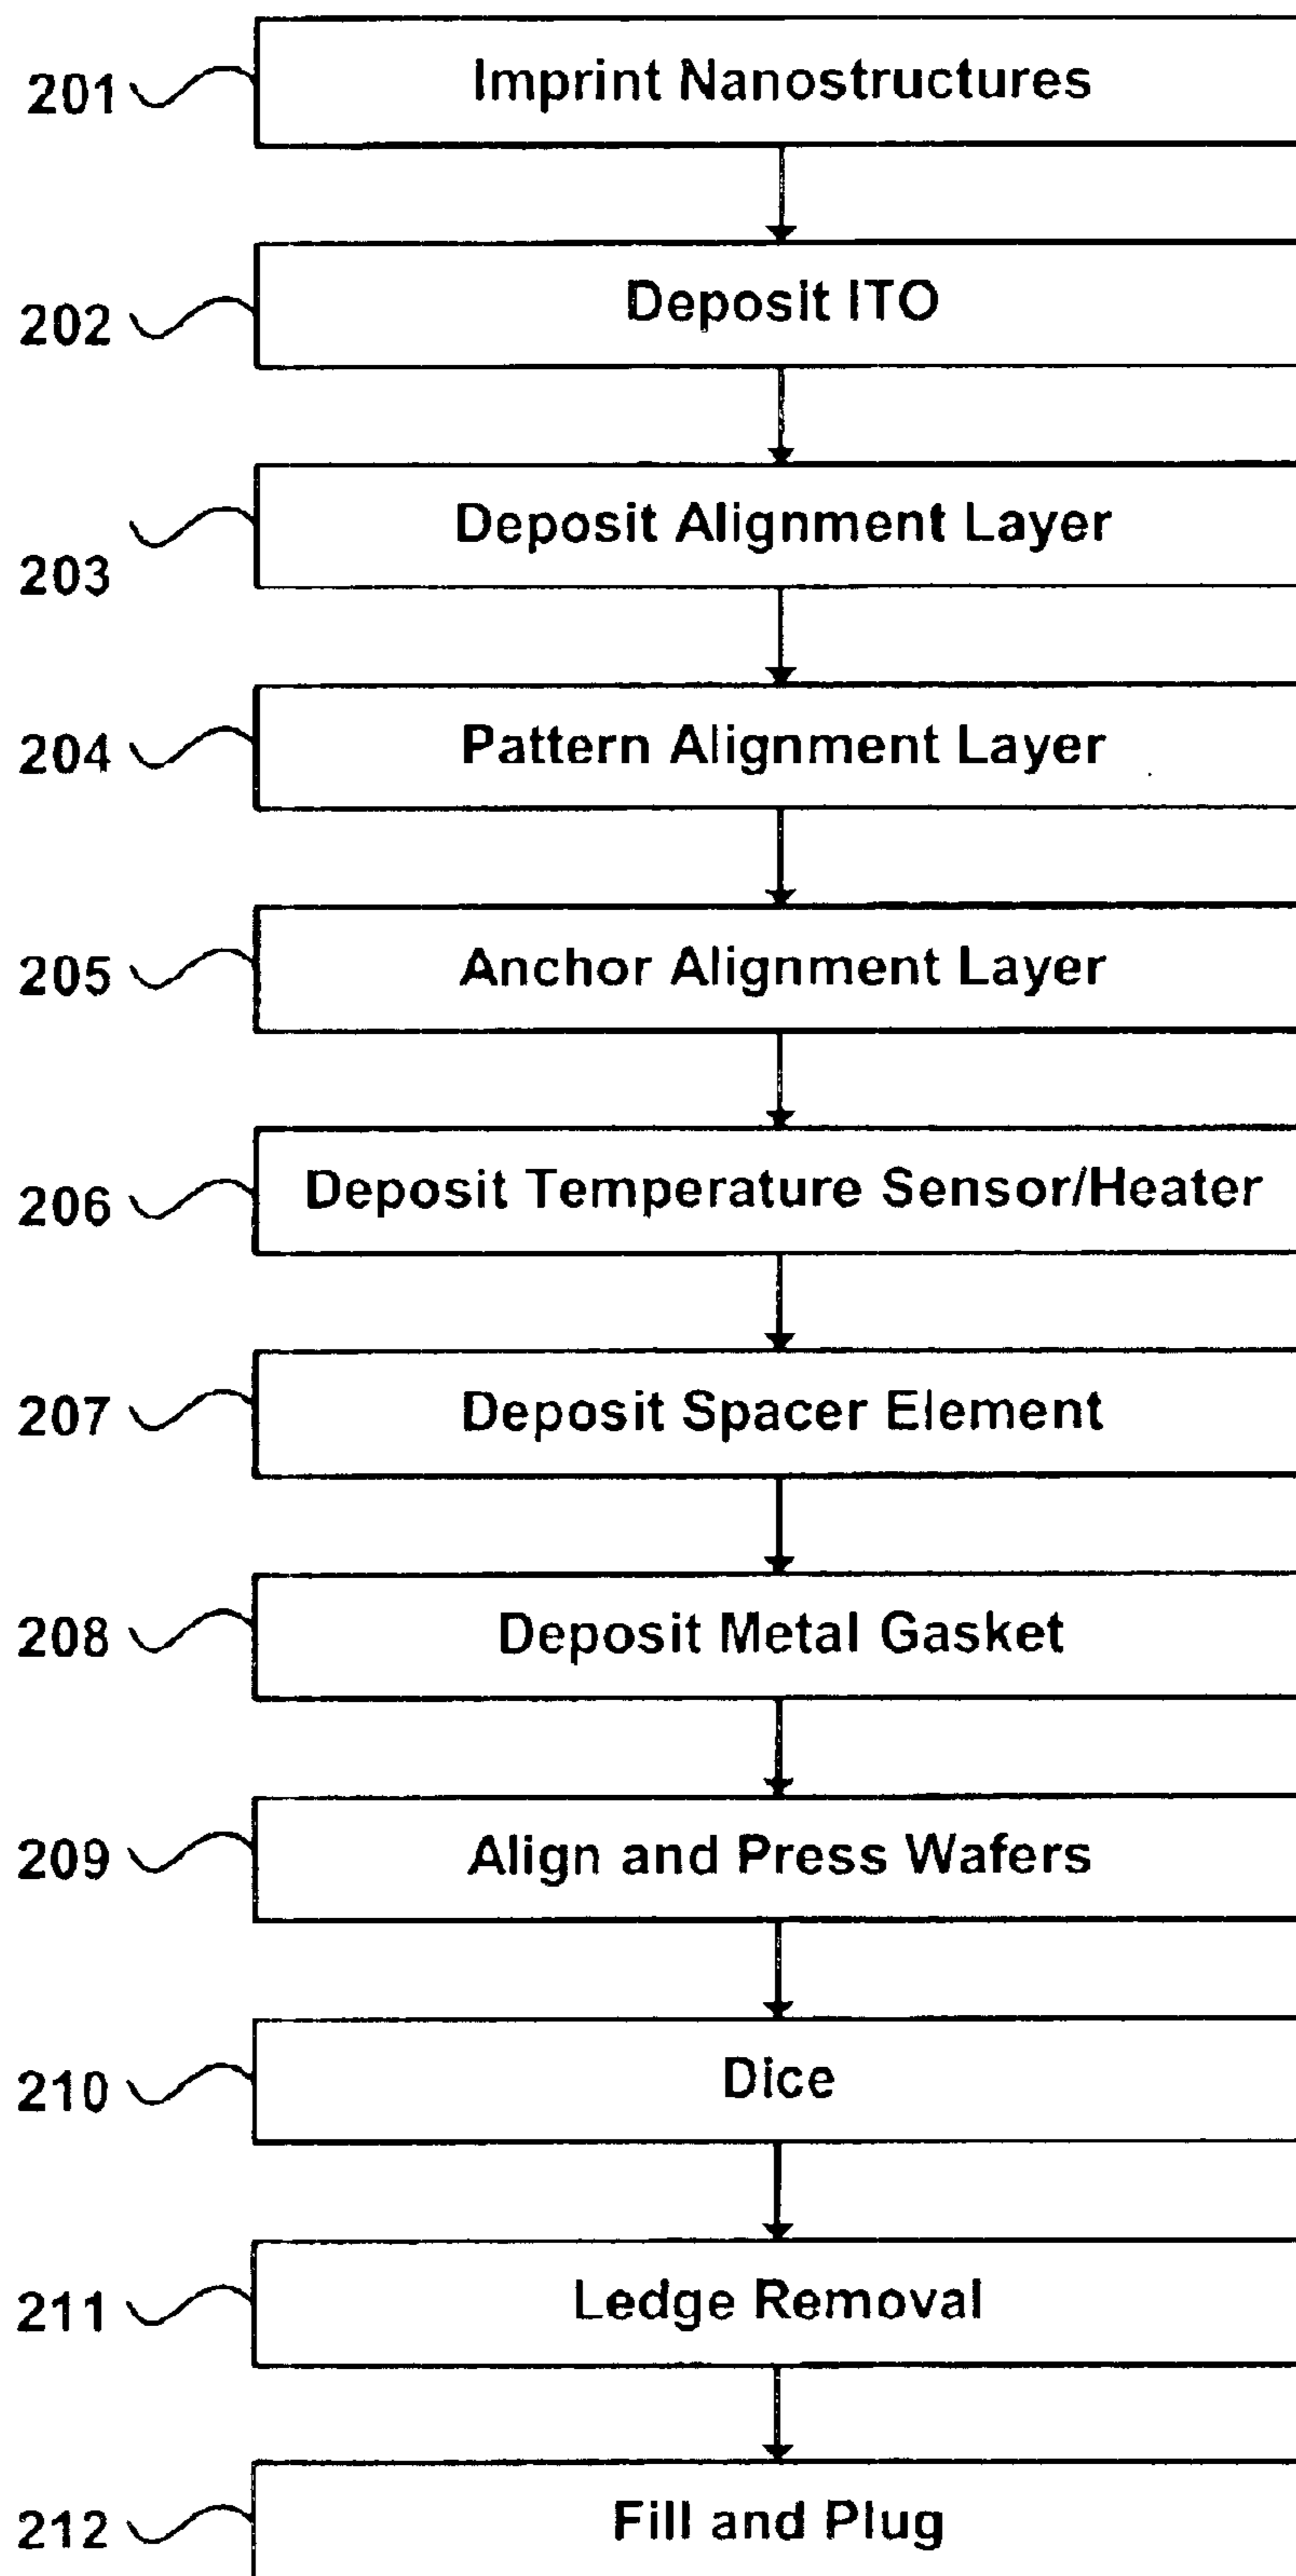 201 Imprint Nanostructures
202 Deposit ITO
203 Deposit Alignment Layer
204 Pattern Alignment Layer
205 Anchor Alignment Layer
206 Deposit Temperature Sensor/Heater
207 Deposit Spacer Element
208 Deposit Metal Gasket
209 Align and Press Wafers
210 Dice
211 Ledge Removal
212 Fill and Plug